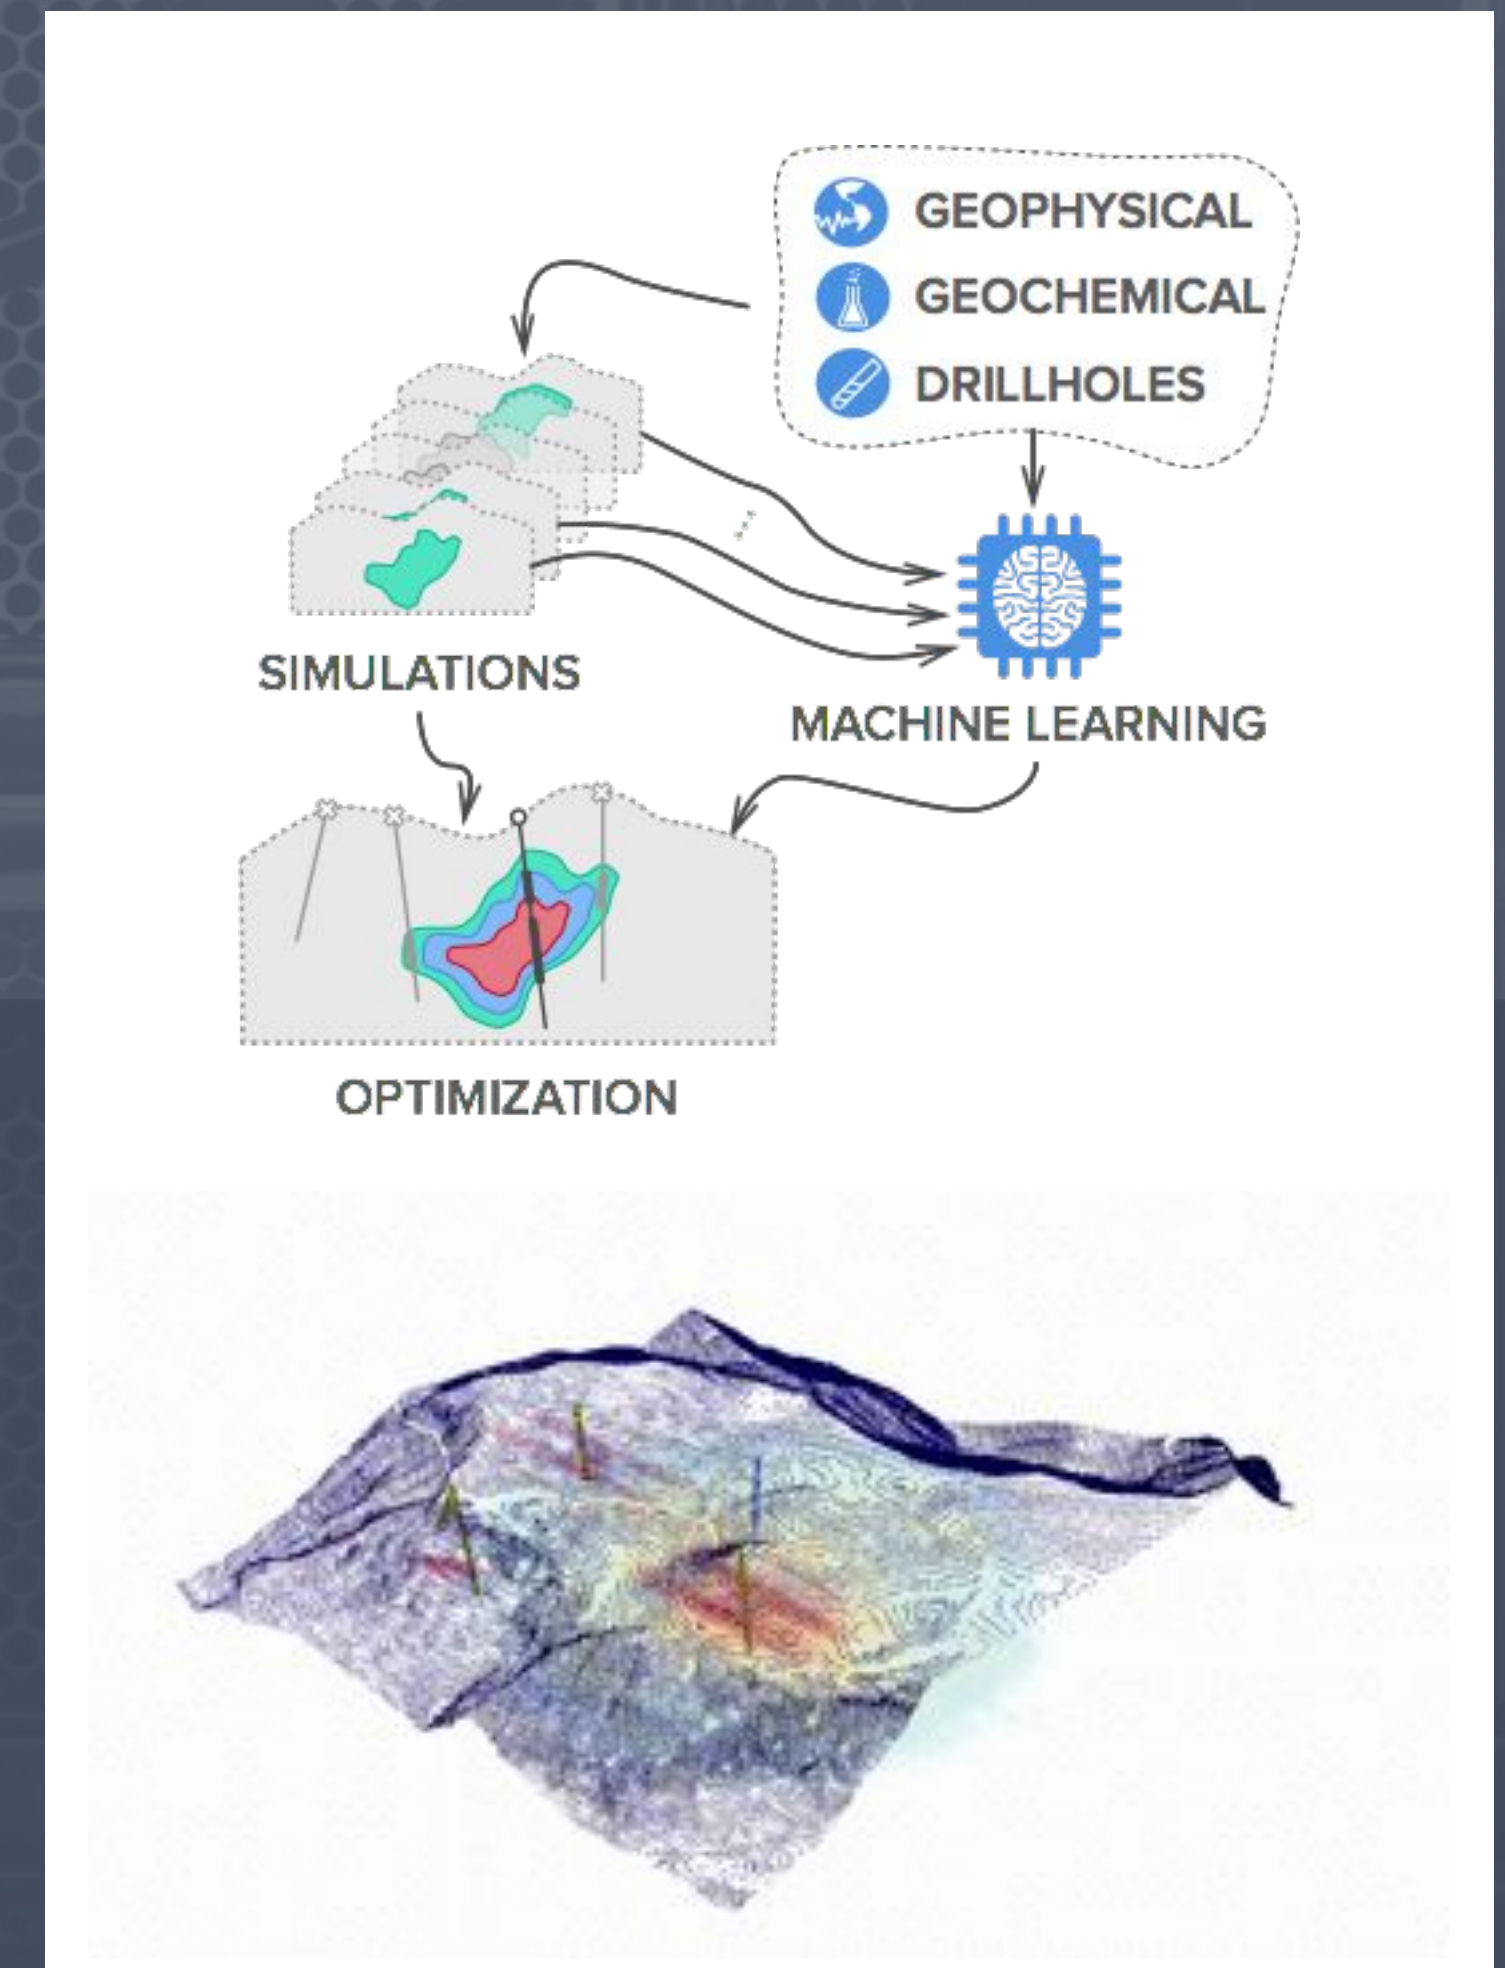 GEOPHYSICAL
GEOCHEMICAL
DRILLHOLES
SIMULATIONS
MACHINE LEARNING
OPTIMIZATION